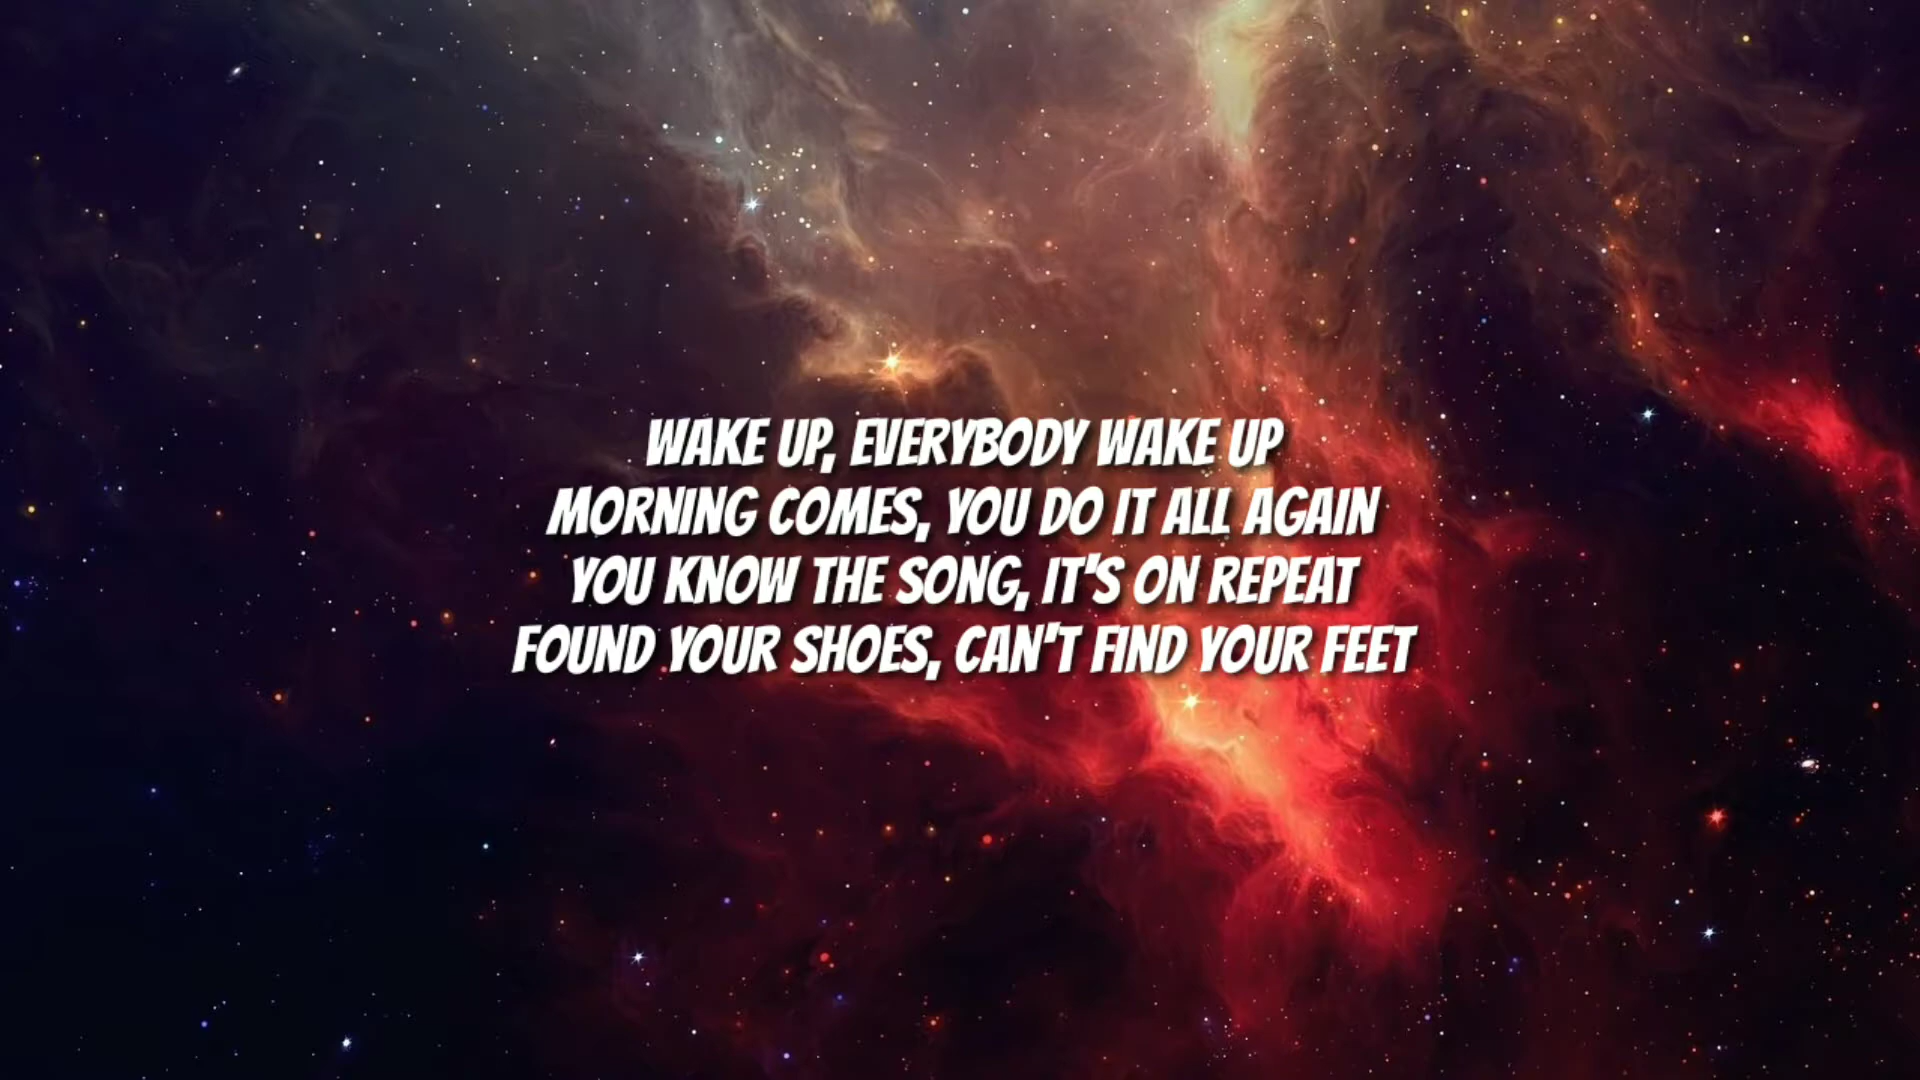 WAKE UP, EVERYBODY WAKE UP
MORNING COMES, YOU DO IT ALL AGAIN
YOU KNOW THE SONG, IT'S ON REPEAT
FOUND YOUR SHOES, CAN'T FIND YOUR FEET